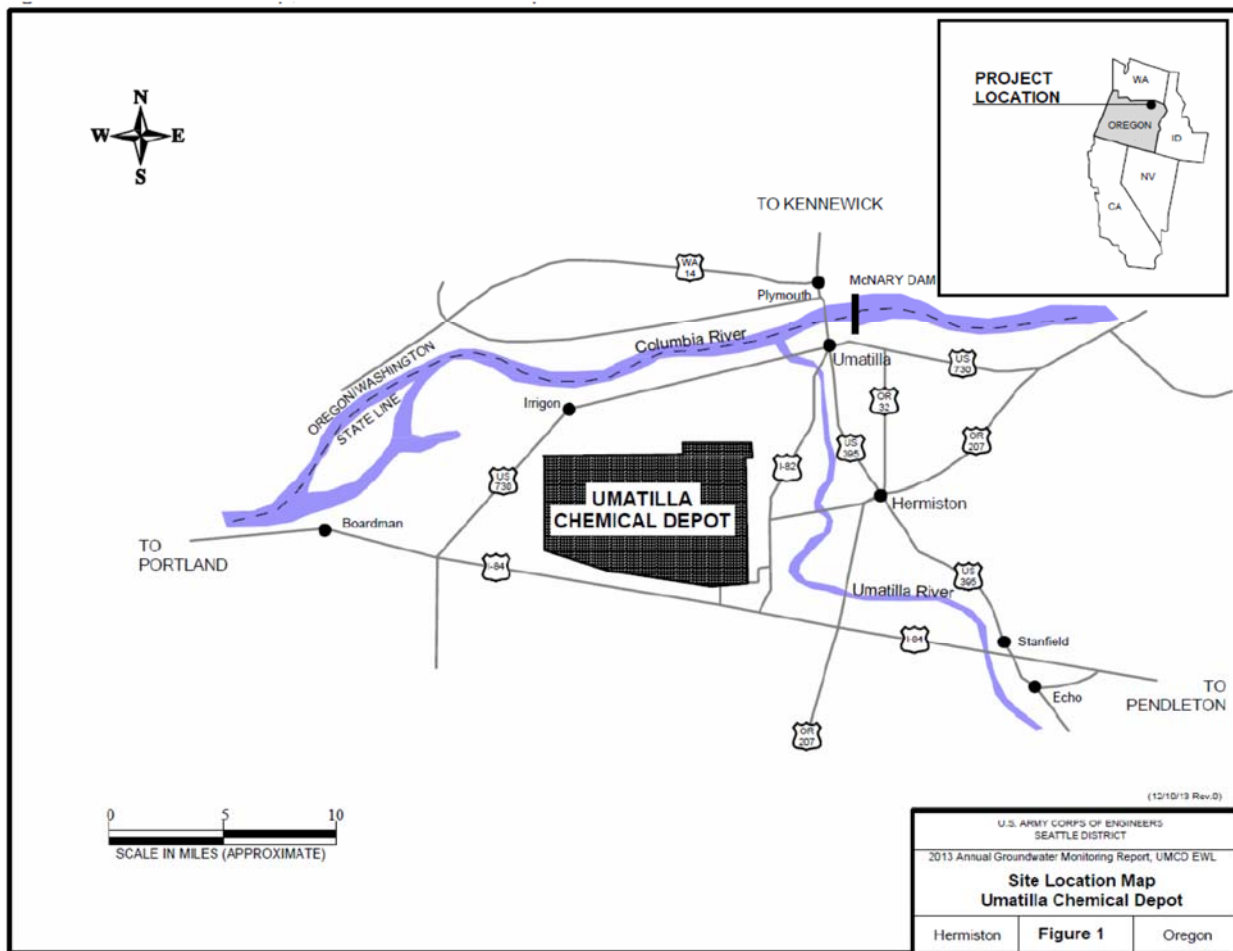 N
W
E
S
PROJECT
LOCATION
WA
OREGON
ID
NV
CA
TO KENNEWICK
WA
14
McNARY DAM
Plymouth
Columbia River
OREGON/WASHINGTON
STATE LINE
Umatilla
US
730
Irrigon
OR
32
OR
207
I-82
US
395
US
730
UMATILLA
CHEMICAL DEPOT
Hermiston
Boardman
TO
PORTLAND
I-84
US
395
Umatilla River
I-84
Stanfield
Echo
TO
PENDLETON
OR
207
0
5
10
SCALE IN MILES (APPROXIMATE)
(12/10/13 Rev.0)
U.S. ARMY CORPS OF ENGINEERS
SEATTLE DISTRICT
2013 Annual Groundwater Monitoring Report, UMCD EWL
Site Location Map
Umatilla Chemical Depot
Hermiston
Figure 1
Oregon